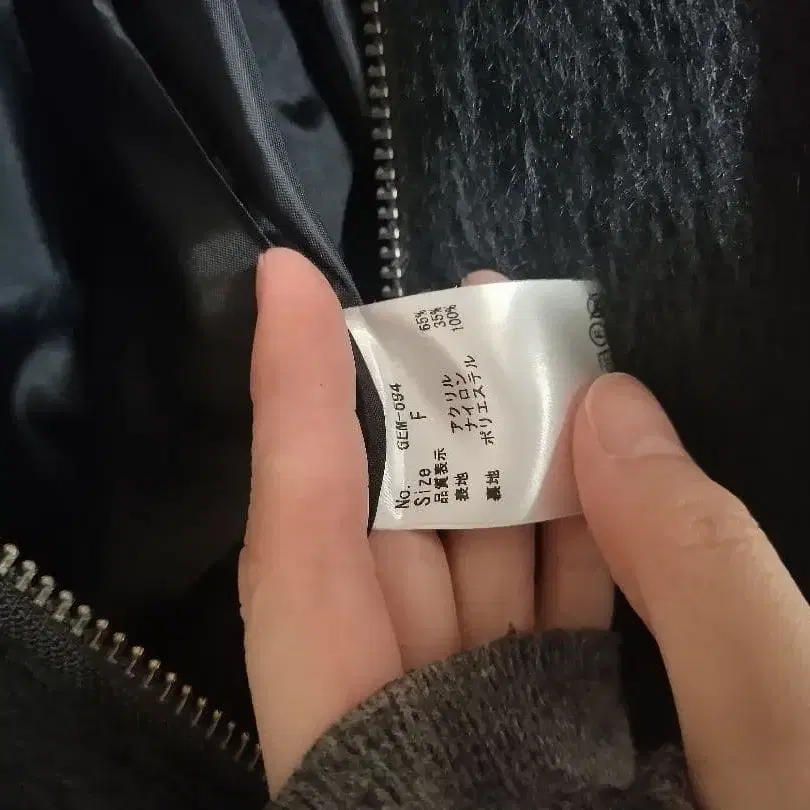 No. GEM-094
Size F
品質表示
表地 アクリル 65%
ナイロン 35%
裏地 ポリエステル 100%